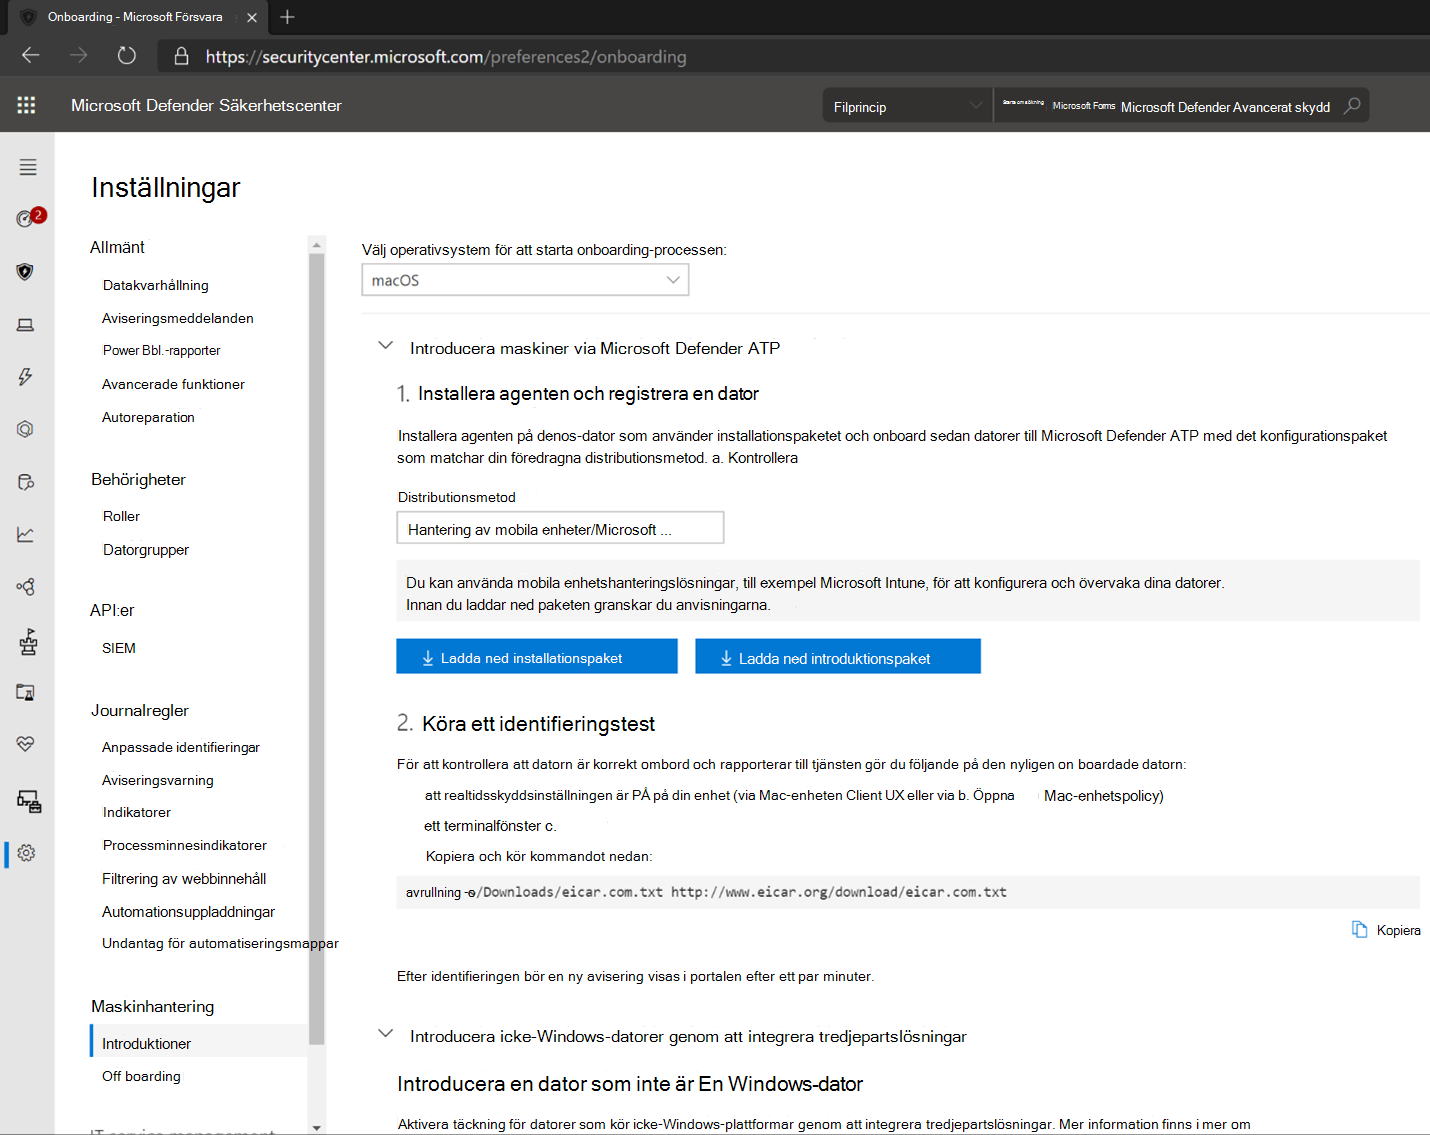 Onboarding - Microsoft Försvara
https://securitycenter.microsoft.com/preferences2/onboarding
Microsoft Defender Säkerhetscenter
Filprincip
Starta om sökning
Microsoft Forms
Microsoft Defender Avancerat skydd
2
Inställningar
Allmänt
Datakvarhållning
Aviseringsmeddelanden
Power Bbl.-rapporter
Avancerade funktioner
Autoreparation
Behörigheter
Roller
Datorgrupper
API:er
SIEM
Journalregler
Anpassade identifieringar
Aviseringsvarning
Indikatorer
Processminnesindikatorer
Filtrering av webbinnehåll
Automationsuppladdningar
Undantag för automatiseringsmappar
Maskinhantering
Introduktioner
Off boarding
IT service management
Välj operativsystem för att starta onboarding-processen:
macOS
Introducera maskiner via Microsoft Defender ATP
1. Installera agenten och registrera en dator
Installera agenten på denos-dator som använder installationspaketet och onboard sedan datorer till Microsoft Defender ATP med det konfigurationspaket
som matchar din föredragna distributionsmetod. a. Kontrollera
Distributionsmetod
Hantering av mobila enheter/Microsoft ...
Du kan använda mobila enhetshanteringslösningar, till exempel Microsoft Intune, för att konfigurera och övervaka dina datorer.
Innan du laddar ned paketen granskar du anvisningarna.
Ladda ned installationspaket
Ladda ned introduktionspaket
2. Köra ett identifieringstest
För att kontrollera att datorn är korrekt ombord och rapporterar till tjänsten gör du följande på den nyligen on boardade datorn:
att realtidsskyddsinställningen är PÅ på din enhet (via Mac-enheten Client UX eller via b. Öppna Mac-enhetspolicy)
ett terminalfönster c.
Kopiera och kör kommandot nedan:
avrullning -o/Downloads/eicar.com.txt http://www.eicar.org/download/eicar.com.txt
Kopiera
Efter identifieringen bör en ny avisering visas i portalen efter ett par minuter.
Introducera icke-Windows-datorer genom att integrera tredjepartslösningar
Introducera en dator som inte är En Windows-dator
Aktivera täckning för datorer som kör icke-Windows-plattformar genom att integrera tredjepartslösningar. Mer information finns i mer om